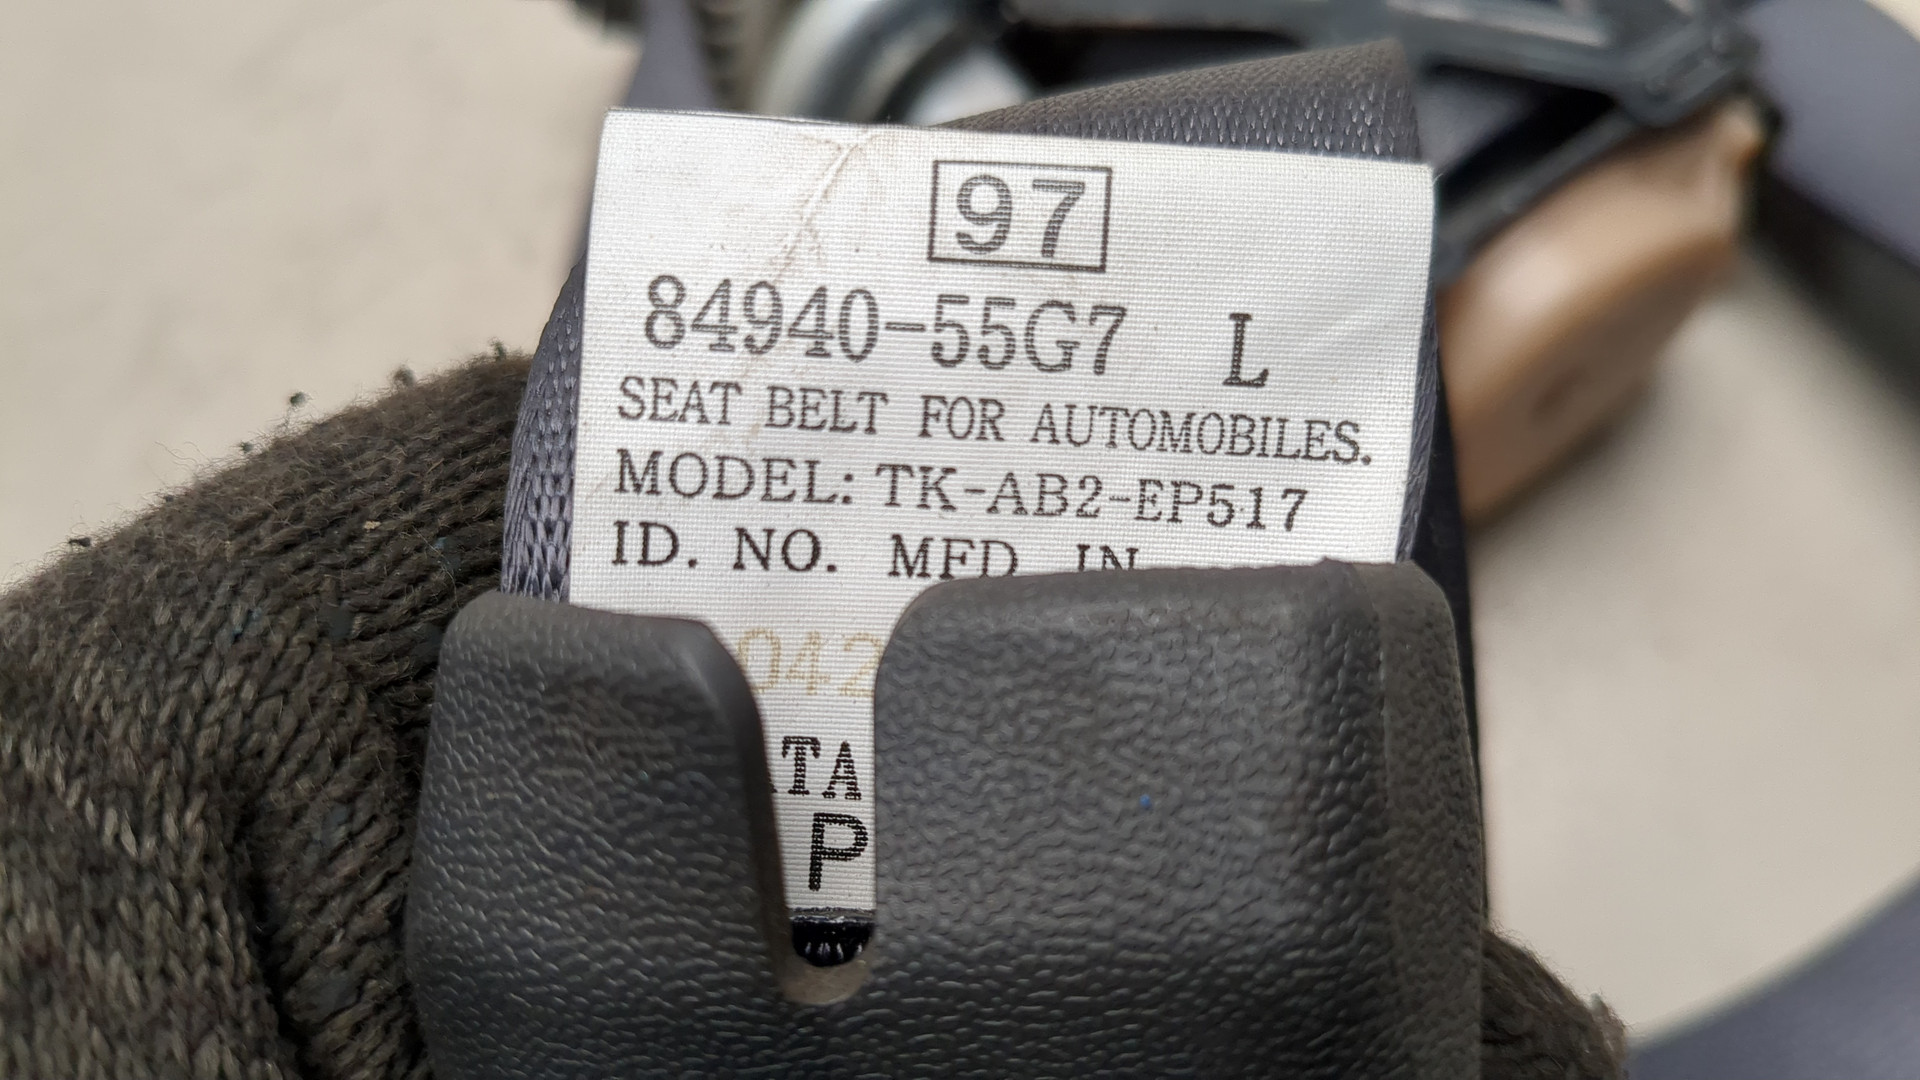 97
84940-55G7 L
SEAT BELT FOR AUTOMOBILES.
MODEL: TK-AB2-EP517
ID. NO. MFD IN
042
TA
P